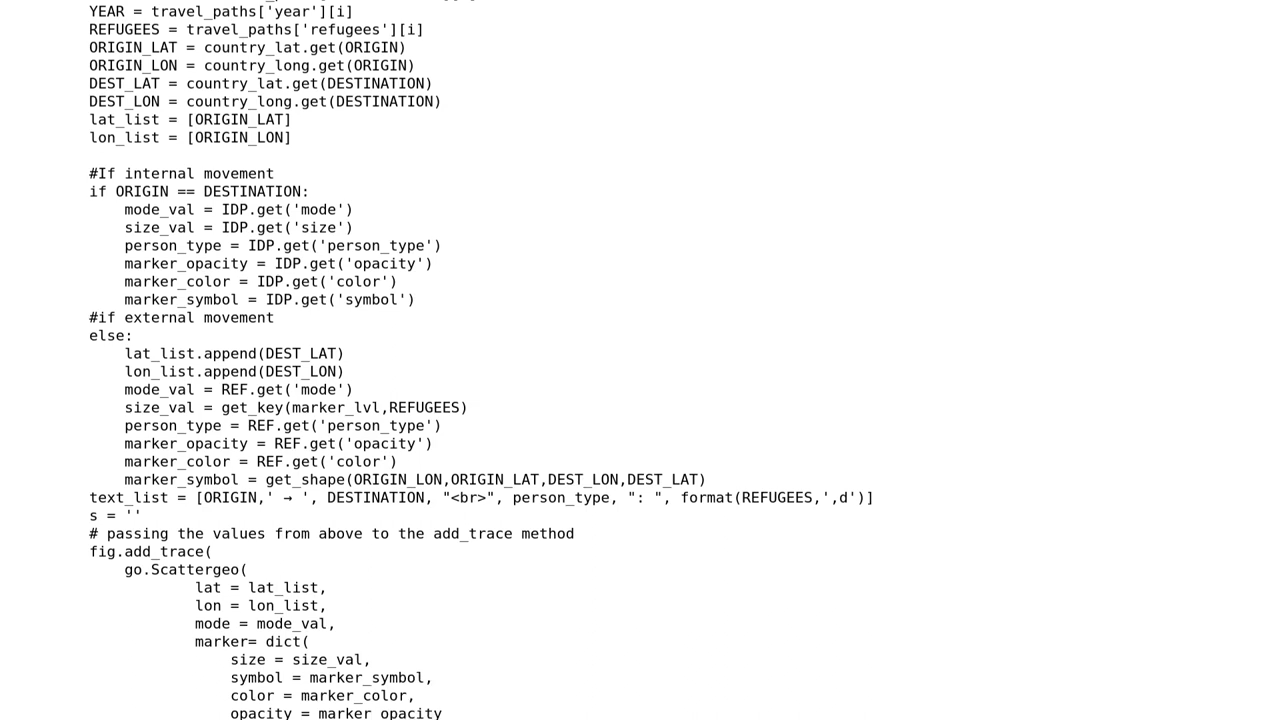 YEAR = travel_paths['year'][i]
REFUGEES = travel_paths['refugees'][i]
ORIGIN_LAT = country_lat.get(ORIGIN)
ORIGIN_LON = country_long.get(ORIGIN)
DEST_LAT = country_lat.get(DESTINATION)
DEST_LON = country_long.get(DESTINATION)
lat_list = [ORIGIN_LAT]
lon_list = [ORIGIN_LON]

#If internal movement
if ORIGIN == DESTINATION:
    mode_val = IDP.get('mode')
    size_val = IDP.get('size')
    person_type = IDP.get('person_type')
    marker_opacity = IDP.get('opacity')
    marker_color = IDP.get('color')
    marker_symbol = IDP.get('symbol')
#if external movement
else:
    lat_list.append(DEST_LAT)
    lon_list.append(DEST_LON)
    mode_val = REF.get('mode')
    size_val = get_key(marker_lvl,REFUGEES)
    person_type = REF.get('person_type')
    marker_opacity = REF.get('opacity')
    marker_color = REF.get('color')
    marker_symbol = get_shape(ORIGIN_LON,ORIGIN_LAT,DEST_LON,DEST_LAT)
text_list = [ORIGIN,' → ', DESTINATION, "<br>", person_type, ": ", format(REFUGEES,',d')]
s = ''
# passing the values from above to the add_trace method
fig.add_trace(
    go.Scattergeo(
            lat = lat_list,
            lon = lon_list,
            mode = mode_val,
            marker= dict(
                size = size_val,
                symbol = marker_symbol,
                color = marker_color,
                opacity = marker_opacity